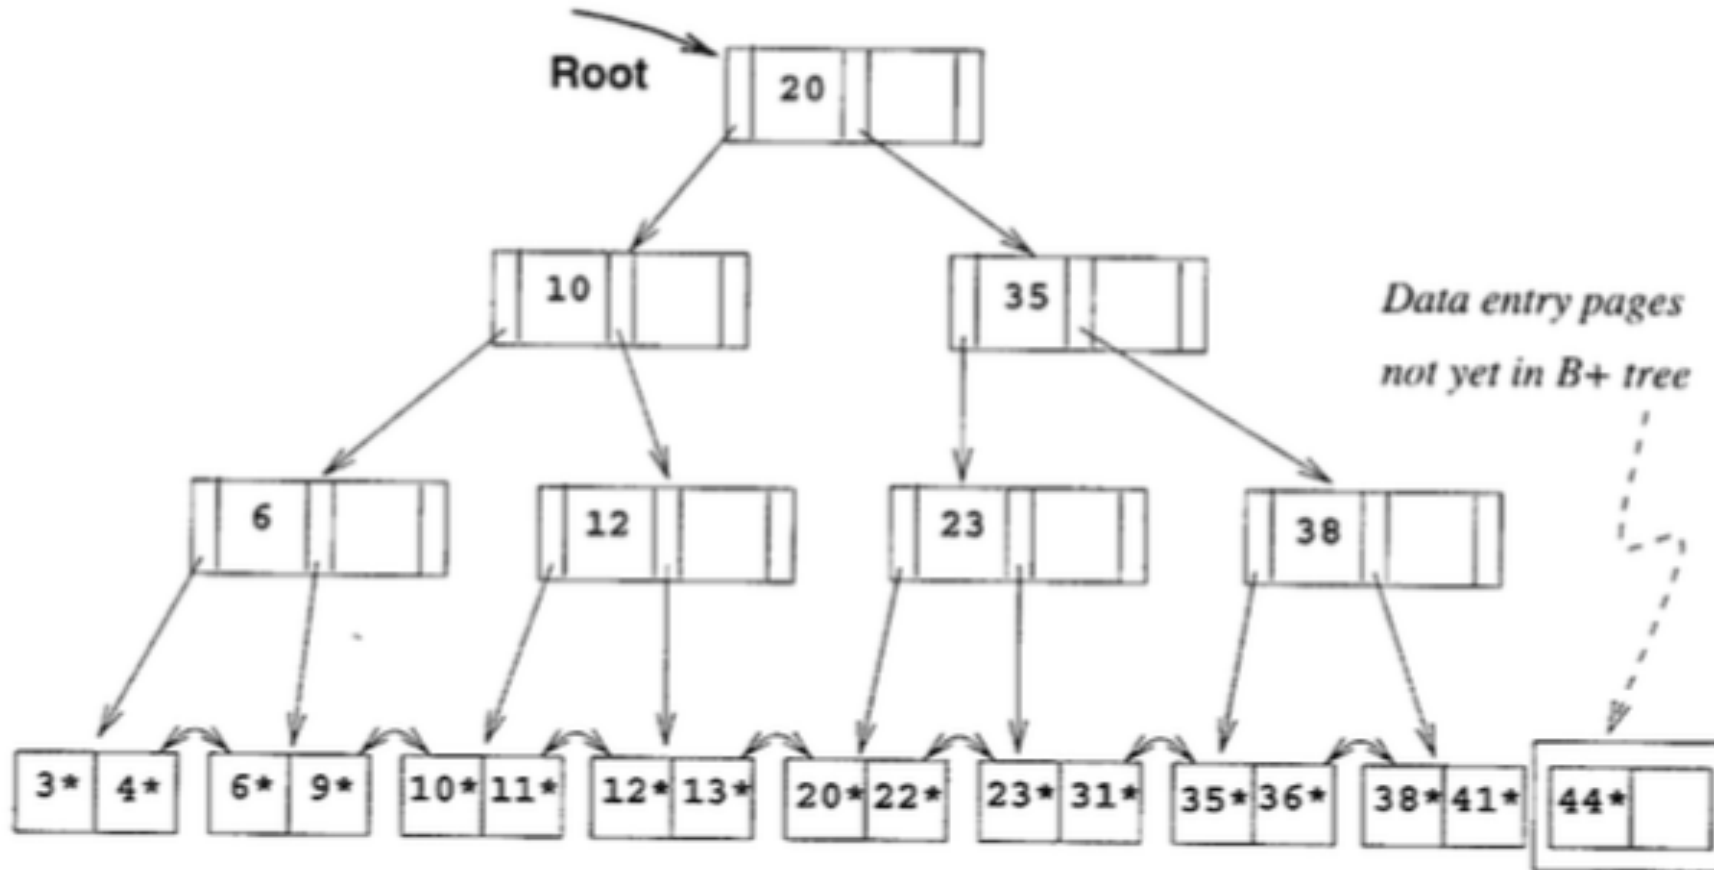 Root
20
10
35
Data entry pages
not yet in B+ tree
6
12
23
38
3* 4* 6* 9* 10* 11* 12* 13* 20* 22* 23* 31* 35* 36* 38* 41* 44*